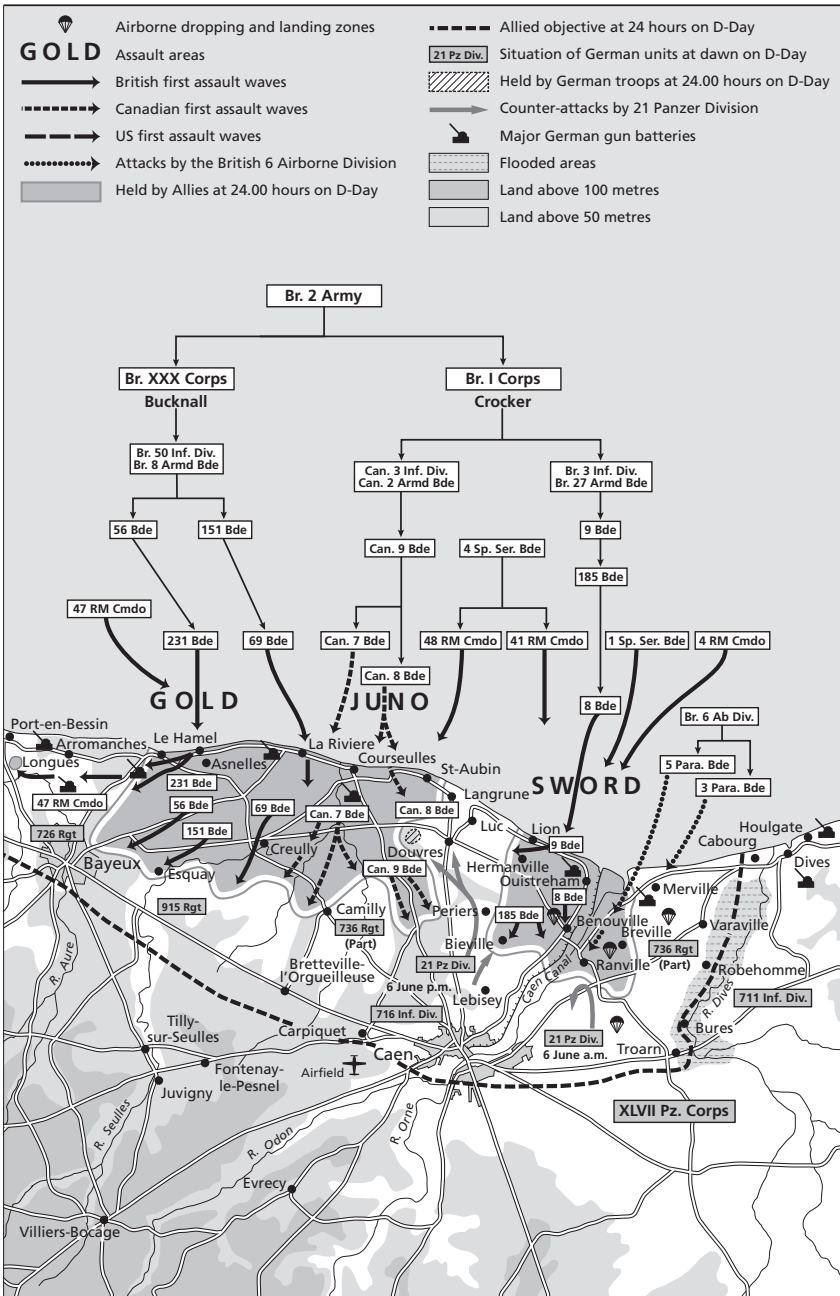 Airborne dropping and landing zones
GOLD
Assault areas
British first assault waves
Canadian first assault waves
US first assault waves
Attacks by the British 6 Airborne Division
Held by Allies at 24.00 hours on D-Day
Allied objective at 24 hours on D-Day
21 Pz Div.
Situation of German units at dawn on D-Day
Held by German troops at 24.00 hours on D-Day
Counter-attacks by 21 Panzer Division
Major German gun batteries
Flooded areas
Land above 100 metres
Land above 50 metres
Br. 2 Army
Br. XXX Corps
Bucknall
Br. I Corps
Crocker
Br. 50 Inf. Div.
Br. 8 Armd Bde
Can. 3 Inf. Div.
Can. 2 Armd Bde
Br. 3 Inf. Div.
Br. 27 Armd Bde
56 Bde
151 Bde
Can. 9 Bde
4 Sp. Ser. Bde
9 Bde
185 Bde
47 RM Cmdo
231 Bde
69 Bde
Can. 7 Bde
48 RM Cmdo
41 RM Cmdo
1 Sp. Ser. Bde
4 RM Cmdo
Can. 8 Bde
GOLD
JUNO
8 Bde
Br. 6 Ab Div.
5 Para. Bde
3 Para. Bde
SWORD
Port-en-Bessin
Arromanches
Le Hamel
La Riviere
Longues
Asnelles
Courseulles
St-Aubin
231 Bde
47 RM Cmdo
56 Bde
69 Bde
Can. 7 Bde
Can. 8 Bde
Langrune
Luc
Lion
Houlgate
Cabourg
726 Rgt
151 Bde
9 Bde
Dives
Bayeux
Creully
Douvres
Hermanville
Esquay
Can. 9 Bde
Ouistreham
8 Bde
Merville
915 Rgt
Camilly
Periers
185 Bde
Benouville
Breville
Varaville
736 Rgt
(Part)
Bieville
736 Rgt
(Part)
R. Aure
Bretteville-
l'Orgueilleuse
21 Pz Div.
6 June p.m.
Caen Canal
Ranville
Robehomme
Lebisey
R. Dives
711 Inf. Div.
716 Inf. Div.
Tilly-
sur-Seulles
Carpiquet
21 Pz Div.
6 June a.m.
Bures
Caen
Troarn
Fontenay-
le-Pesnel
Airfield
Juvigny
R. Seulles
R. Odon
R. Orne
XLVII Pz. Corps
Evrecy
Villiers-Bocage